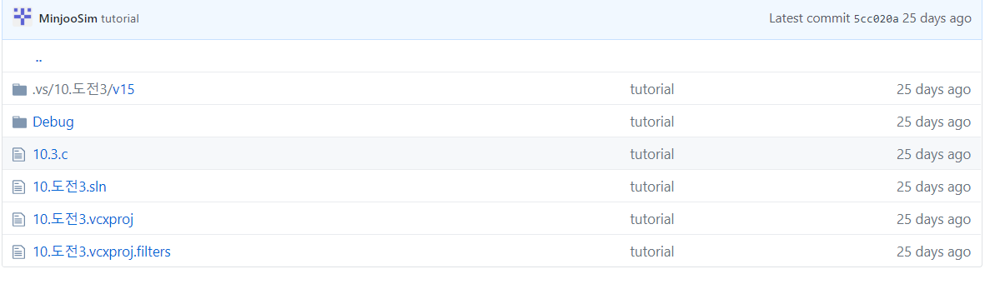 MinjooSim tutorial Latest commit 5cc020a 25 days ago
..
.vs/10.도전3/v15 tutorial 25 days ago
Debug tutorial 25 days ago
10.3.c tutorial 25 days ago
10.도전3.sln tutorial 25 days ago
10.도전3.vcxproj tutorial 25 days ago
10.도전3.vcxproj.filters tutorial 25 days ago